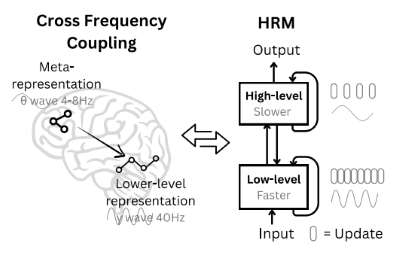 Cross Frequency
Coupling
Meta-
representation
θ wave 4-8Hz
Lower-level
representation
γ wave 40Hz
HRM
Output
High-level
Slower
Low-level
Faster
Input
= Update